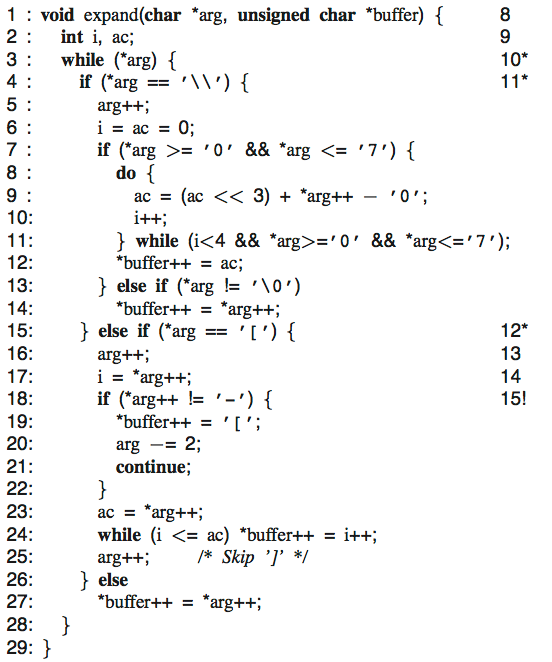 1 : void expand(char *arg, unsigned char *buffer) { 8
2 : int i, ac; 9
3 : while (*arg) { 10*
4 : if (*arg == '\\') { 11*
5 : arg++;
6 : i = ac = 0;
7 : if (*arg >= '0' && *arg <= '7') {
8 : do {
9 : ac = (ac << 3) + *arg++ − '0';
10: i++;
11: } while (i<4 && *arg>='0' && *arg<='7');
12: *buffer++ = ac;
13: } else if (*arg != '\0')
14: *buffer++ = *arg++;
15: } else if (*arg == '[') { 12*
16: arg++; 13
17: i = *arg++; 14
18: if (*arg++ != '-') { 15!
19: *buffer++ = '[';
20: arg −= 2;
21: continue;
22: }
23: ac = *arg++;
24: while (i <= ac) *buffer++ = i++;
25: arg++; /* Skip ']' */
26: } else
27: *buffer++ = *arg++;
28: }
29: }